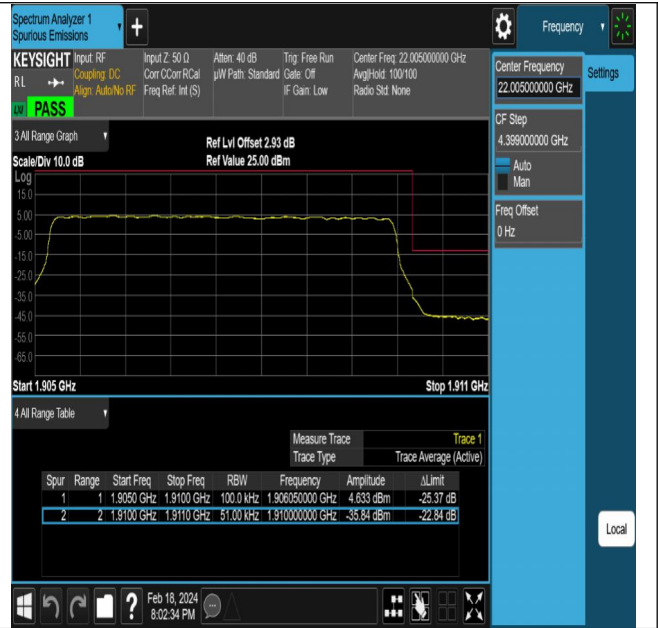 Spectrum Analyzer 1
Spurious Emissions
Frequency
KEYSIGHT
RL
LXI PASS
Input: RF
Coupling: DC
Align: Auto/No RF
Input Z: 50 Ω
Corr CCorr RCal
Freq Ref: Int (S)
Atten: 40 dB
µW Path: Standard
Trig: Free Run
Gate: Off
IF Gain: Low
Center Freq: 22.005000000 GHz
Avg|Hold: 100/100
Radio Std: None
Center Frequency
22.005000000 GHz
Settings
CF Step
4.399000000 GHz
Auto
Man
Freq Offset
0 Hz
3 All Range Graph
Scale/Div 10.0 dB
Ref Lvl Offset 2.93 dB
Ref Value 25.00 dBm
Log
15.0
5.00
-5.00
-15.0
-25.0
-35.0
-45.0
-55.0
-65.0
Start 1.905 GHz Stop 1.911 GHz
4 All Range Table
Measure Trace Trace 1
Trace Type Trace Average (Active)
Spur Range Start Freq Stop Freq RBW Frequency Amplitude ΔLimit
1 1 1.9050 GHz 1.9100 GHz 100.0 kHz 1.906050000 GHz 4.633 dBm -25.37 dB
2 2 1.9100 GHz 1.9110 GHz 51.00 kHz 1.910000000 GHz -35.84 dBm -22.84 dB
Local
Feb 18, 2024
8:02:34 PM